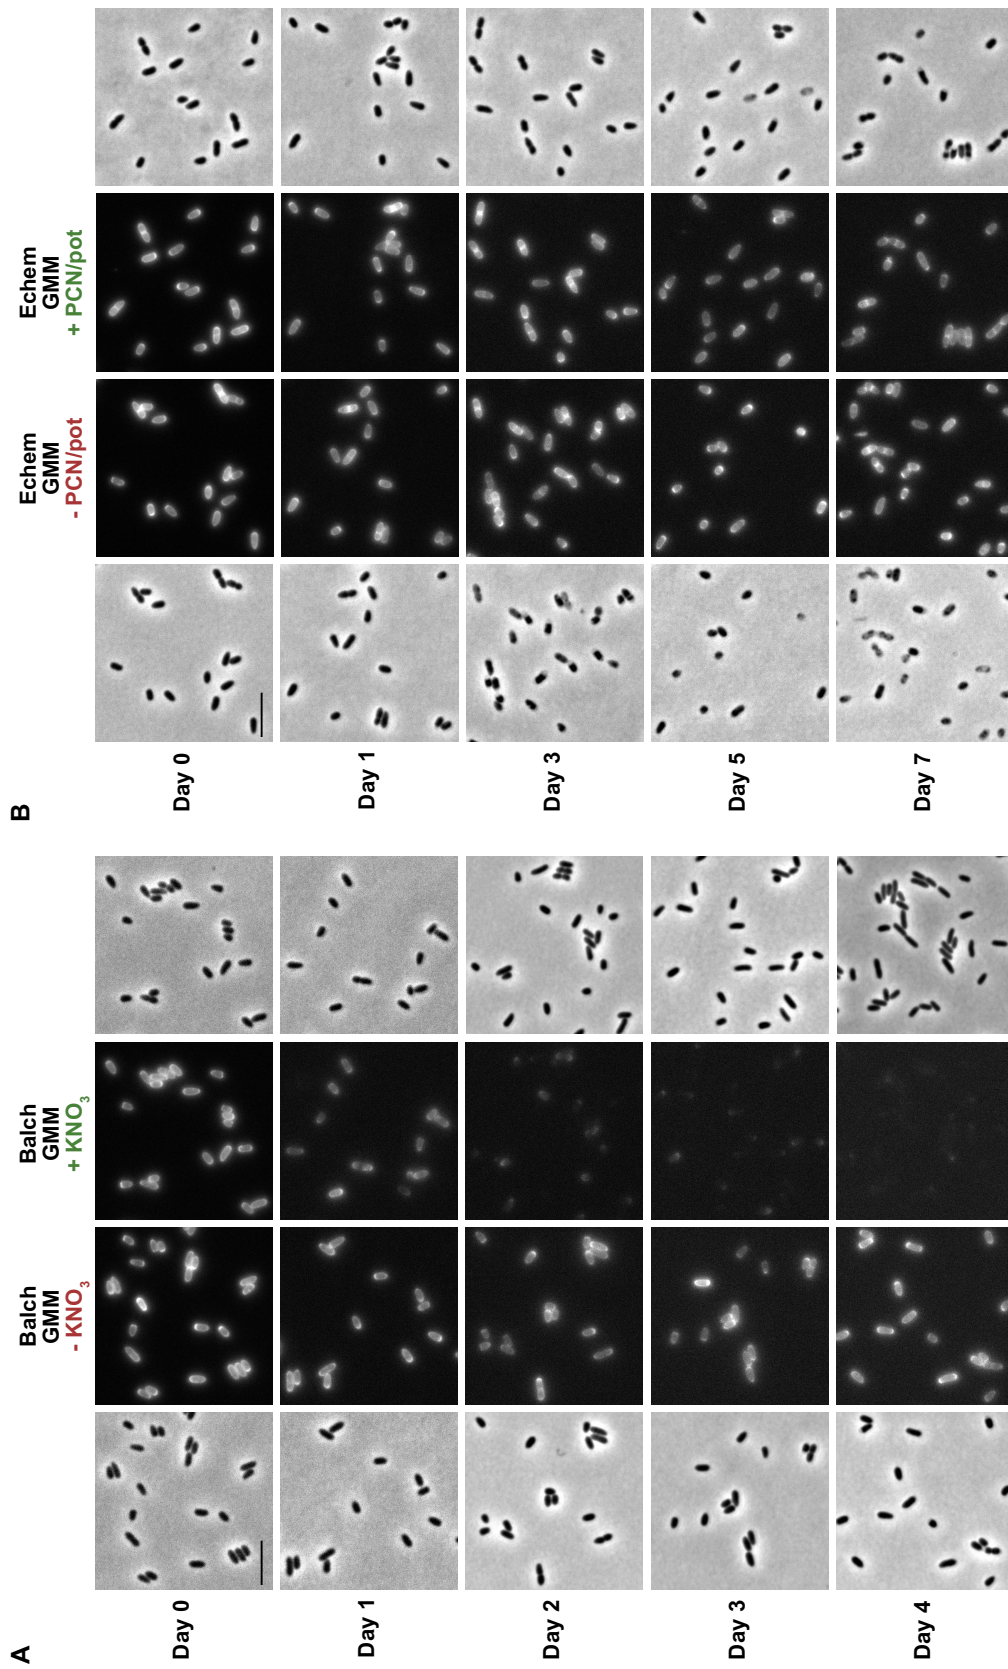 A
Balch
GMM
- KNO3
Balch
GMM
+ KNO3
Day 0
Day 1
Day 2
Day 3
Day 4
B
Echem
GMM
- PCN/pot
Echem
GMM
+ PCN/pot
Day 0
Day 1
Day 3
Day 5
Day 7